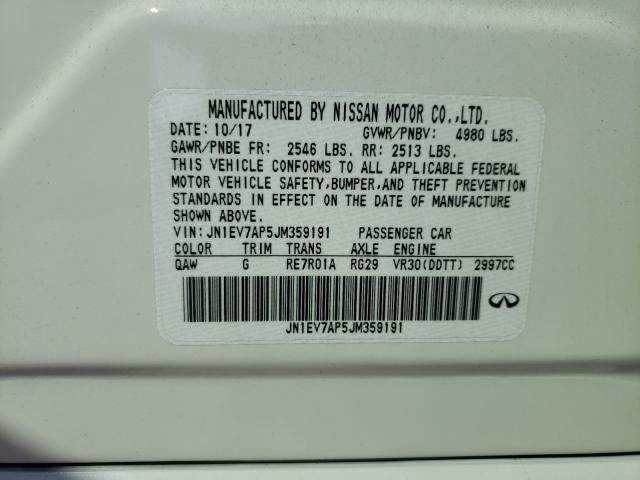 MANUFACTURED BY NISSAN MOTOR CO.,LTD.
DATE: 10/17 GVWR/PNBV: 4980 LBS.
GAWR/PNBE FR: 2546 LBS. RR: 2513 LBS.
THIS VEHICLE CONFORMS TO ALL APPLICABLE FEDERAL
MOTOR VEHICLE SAFETY,BUMPER,AND THEFT PREVENTION
STANDARDS IN EFFECT ON THE DATE OF MANUFACTURE
SHOWN ABOVE.
VIN: JN1EV7AP5JM359191 PASSENGER CAR
COLOR TRIM TRANS AXLE ENGINE
QAW G RE7R01A RG29 VR30(DDTT) 2997CC
JN1EV7AP5JM359191